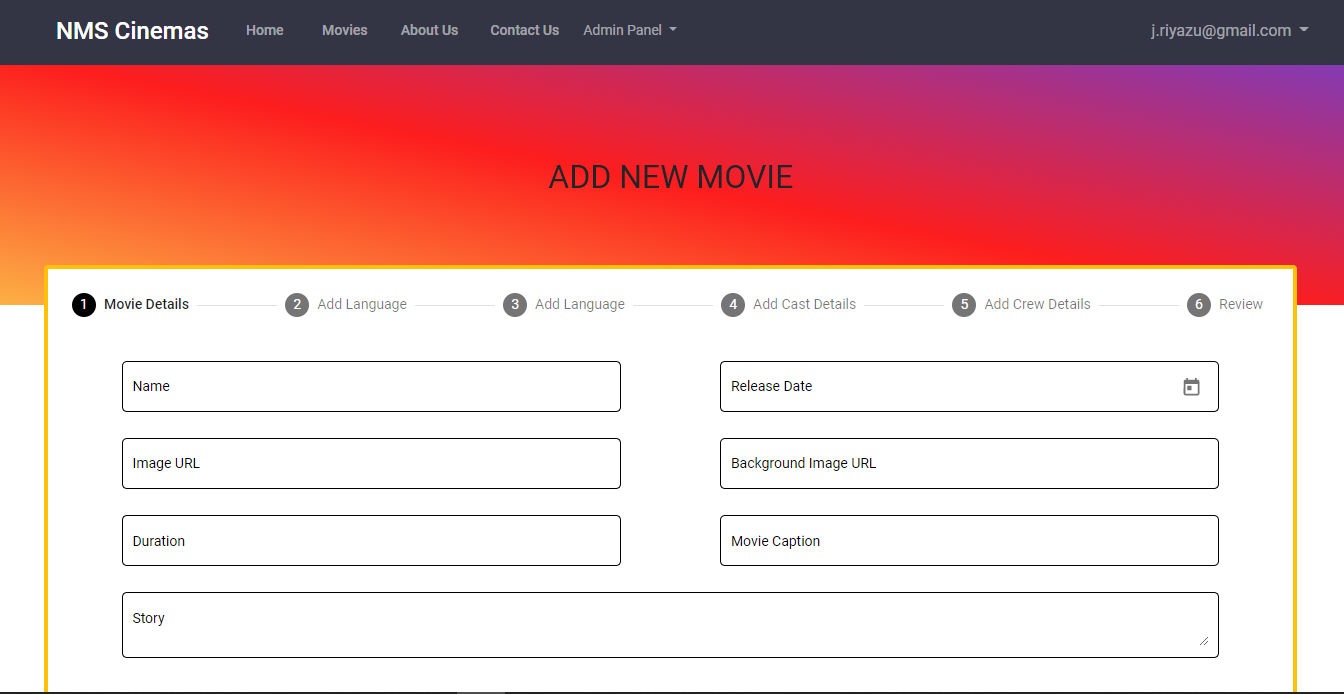 NMS Cinemas Home Movies About Us Contact Us Admin Panel j.riyazu@gmail.com
ADD NEW MOVIE
1 Movie Details 2 Add Language 3 Add Language 4 Add Cast Details 5 Add Crew Details 6 Review
Name Release Date
Image URL Background Image URL
Duration Movie Caption
Story